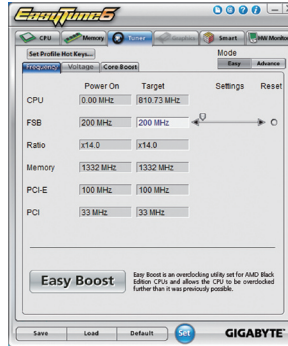 EasyTune6
CPU Memory Tuner Graphics Smart HW Monitor
Set Profile Hot Keys... Mode
Easy Advance
Frequency Voltage Core Boost
Power On Target Settings Reset
CPU 0.00 MHz 810.73 MHz
FSB 200 MHz 200 MHz
Ratio x14.0 x14.0
Memory 1332 MHz 1332 MHz
PCI-E 100 MHz 100 MHz
PCI 33 MHz 33 MHz
Easy Boost
Easy Boost is an overclocking utility set for AMD Black
Edition CPUs and allows the CPU to be overclocked
further than it was previously possible.
Save Load Default Set GIGABYTE